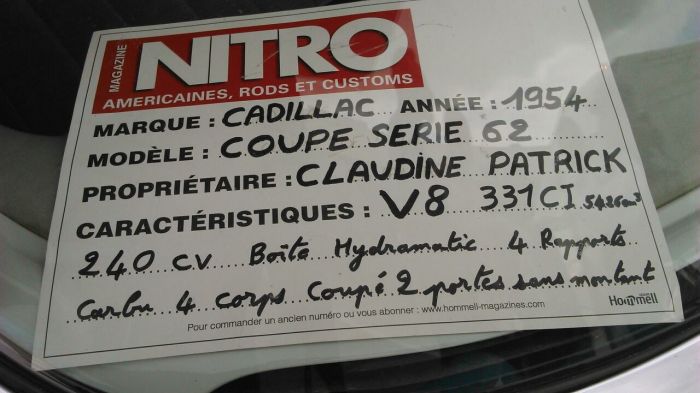 MAGAZINE
NITRO
AMERICAINES, RODS ET CUSTOMS
MARQUE : CADILLAC ANNÉE : 1954
MODÈLE : COUPE SERIE 62
PROPRIÉTAIRE : CLAUDINE PATRICK
CARACTÉRISTIQUES : V8 331CI 5426cm³
240 CV Boîte Hydramatic 4 Rapports
Carbu 4 corps Coupé 2 portes sans montant
Pour commander un ancien numéro ou vous abonner : www.hommell-magazines.com
Hommell